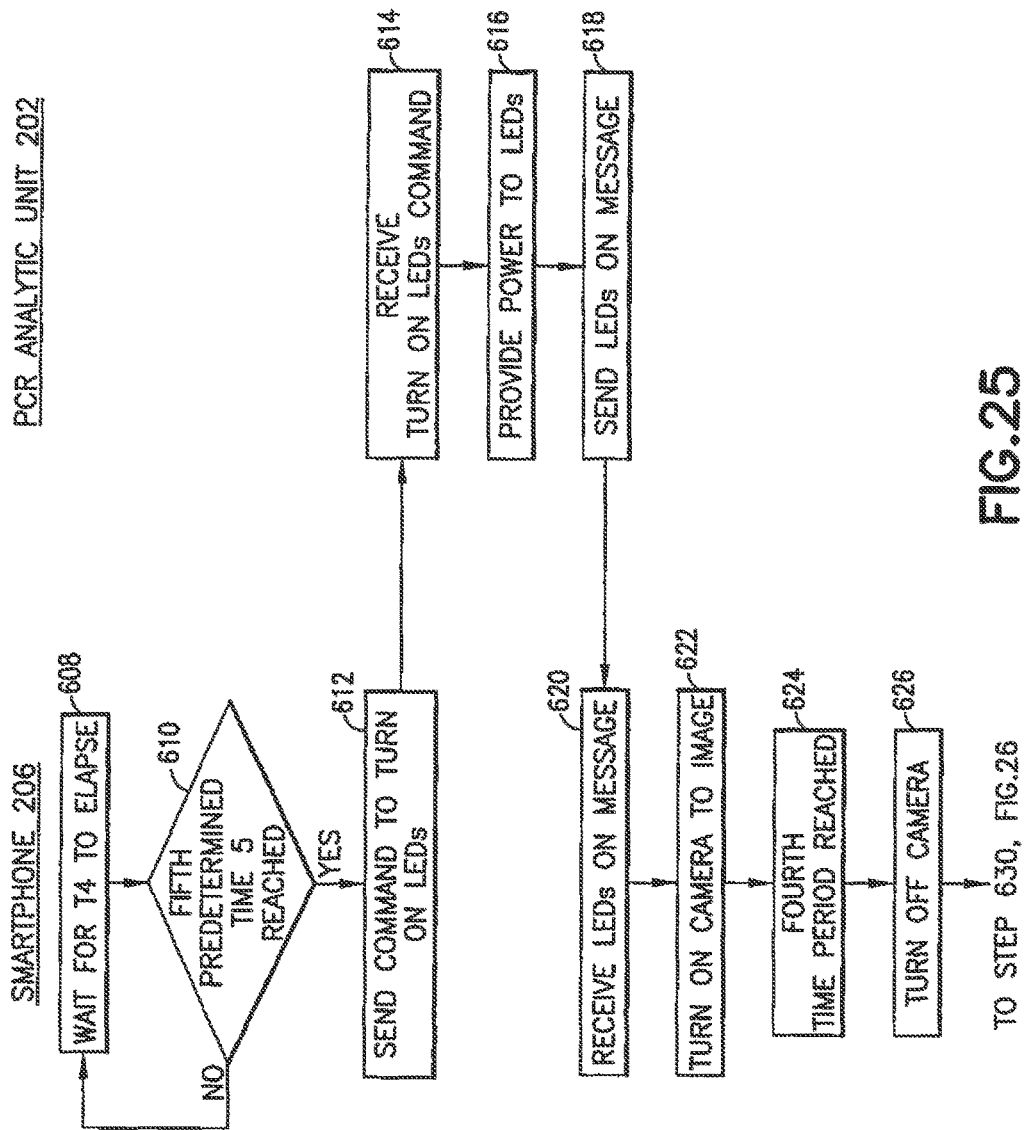 SMARTPHONE 206
PCR ANALYTIC UNIT 202
608
WAIT FOR T4 TO ELAPSE
610
FIFTH
PREDETERMINED
TIME 5
REACHED
NO
YES
612
SEND COMMAND TO TURN
ON LEDs
614
RECEIVE
TURN ON LEDs COMMAND
616
PROVIDE POWER TO LEDs
618
SEND LEDs ON MESSAGE
620
RECEIVE LEDs ON MESSAGE
622
TURN ON CAMERA TO IMAGE
624
FOURTH
TIME PERIOD REACHED
626
TURN OFF CAMERA
TO STEP 630, FIG.26
FIG.25